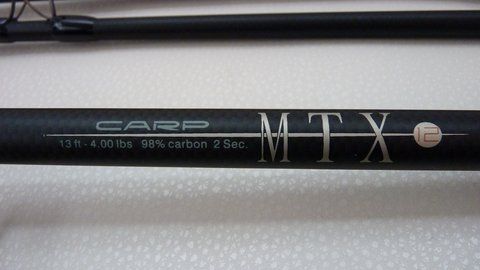 CARP
13 ft - 4.00 lbs 98% carbon 2 Sec.
MTX 12